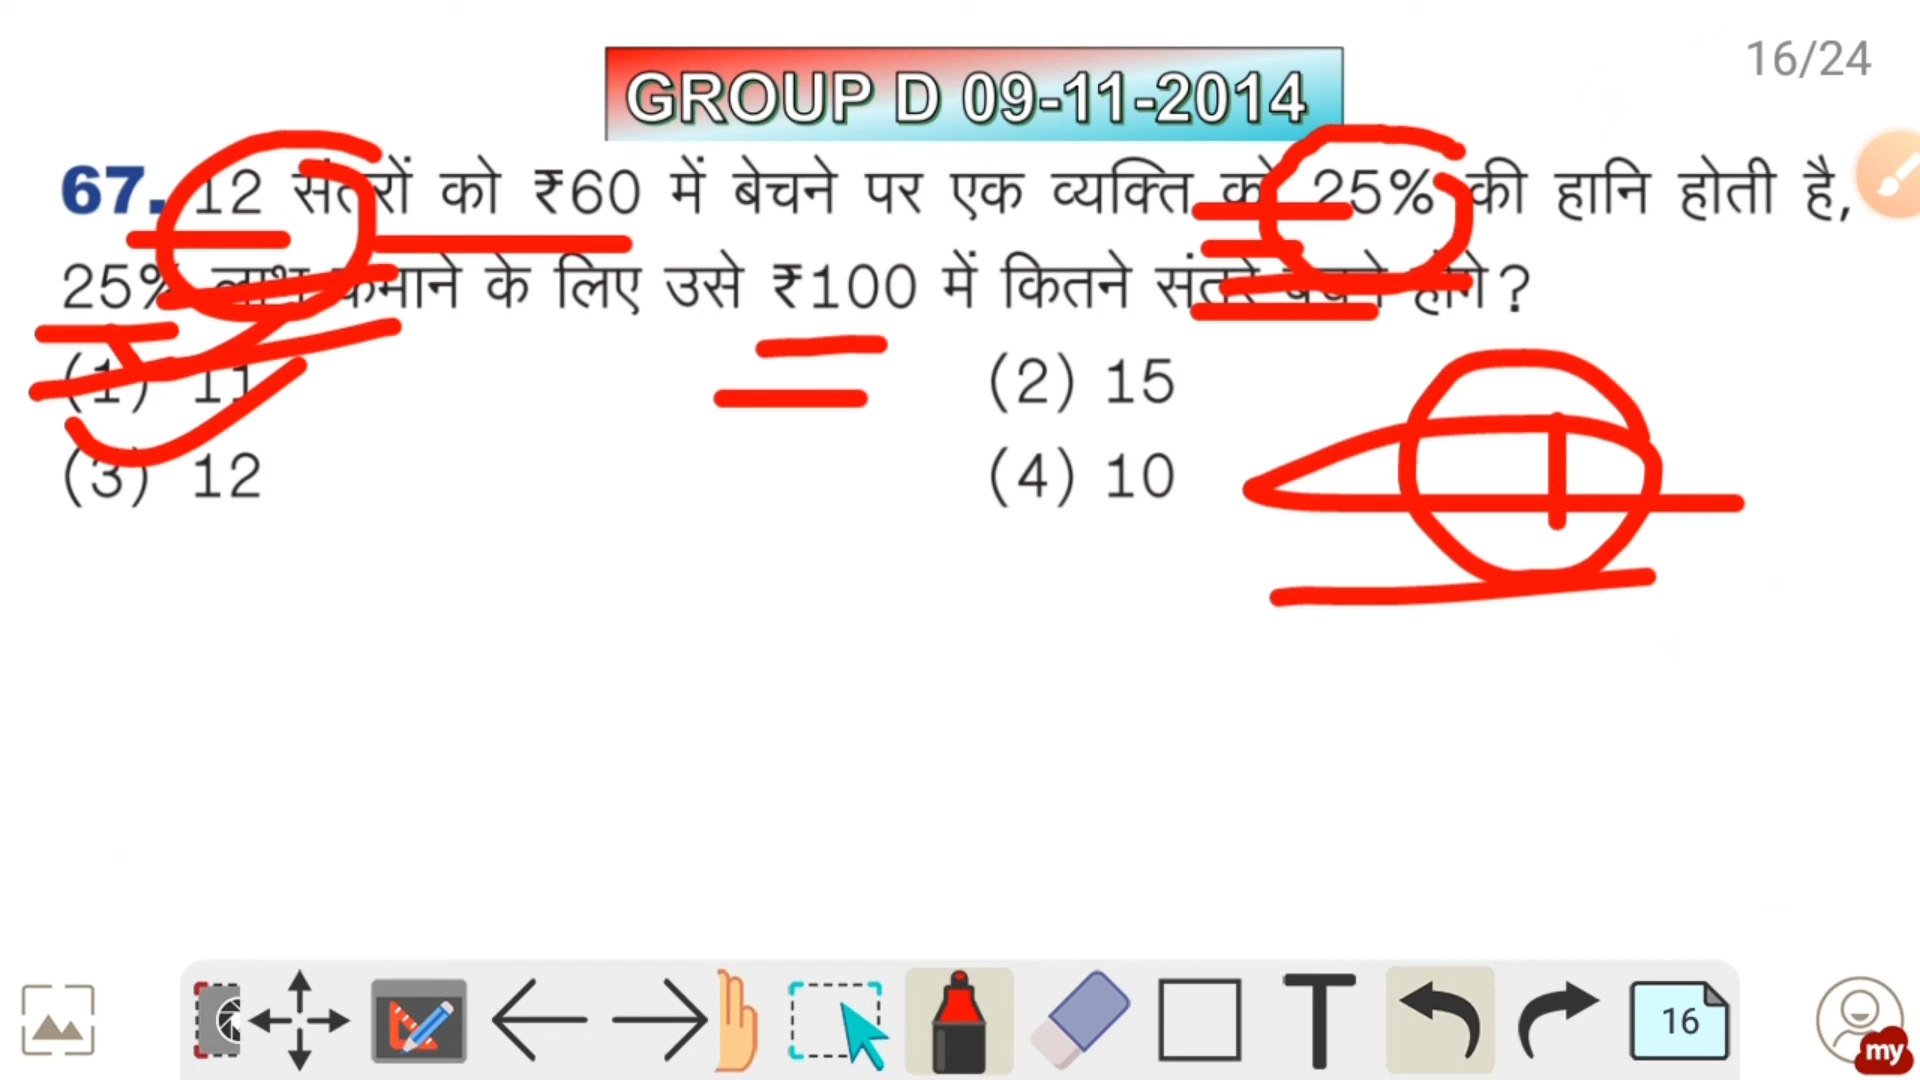 16/24
GROUP D 09-11-2014
67. 12 संतरों को ₹60 में बेचने पर एक व्यक्ति को 25% की हानि होती है,
25% लाभ कमाने के लिए उसे ₹100 में कितने संतरे बेचने होंगे?
(1) 11 (2) 15
(3) 12 (4) 10
T 16
my